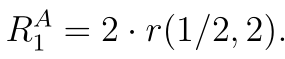 $R_1^A = 2 \cdot r(1/2, 2).$